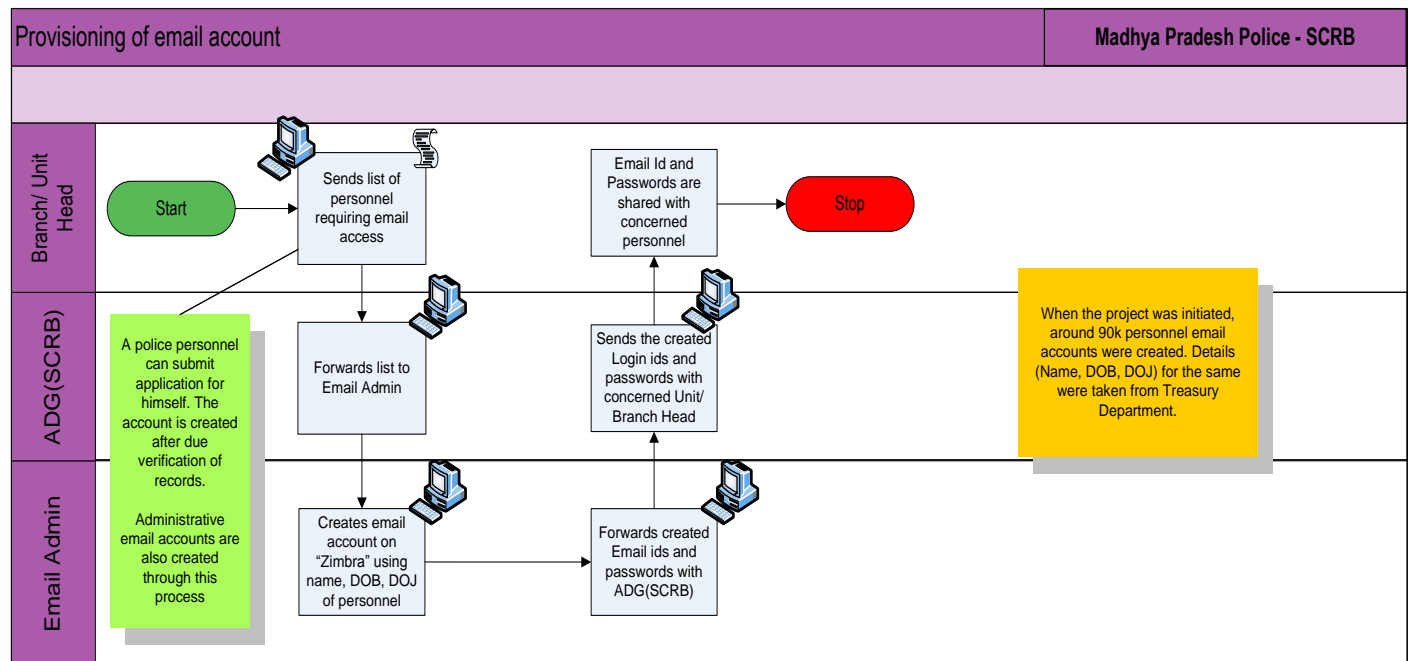 Provisioning of email account
Madhya Pradesh Police - SCRB
Branch/ Unit
Head
Start
Sends list of
personnel
requiring email
access
Email Id and
Passwords are
shared with
concerned
personnel
Stop
ADG(SCRB)
A police personnel
can submit
application for
himself. The
account is created
after due
verification of
records.
Administrative
email accounts are
also created
through this
process
Forwards list to
Email Admin
Sends the created
Login ids and
passwords with
concerned Unit/
Branch Head
When the project was initiated,
around 90k personnel email
accounts were created. Details
(Name, DOB, DOJ) for the same
were taken from Treasury
Department.
Email Admin
Creates email
account on
“Zimbra” using
name, DOB, DOJ
of personnel
Forwards created
Email ids and
passwords with
ADG(SCRB)